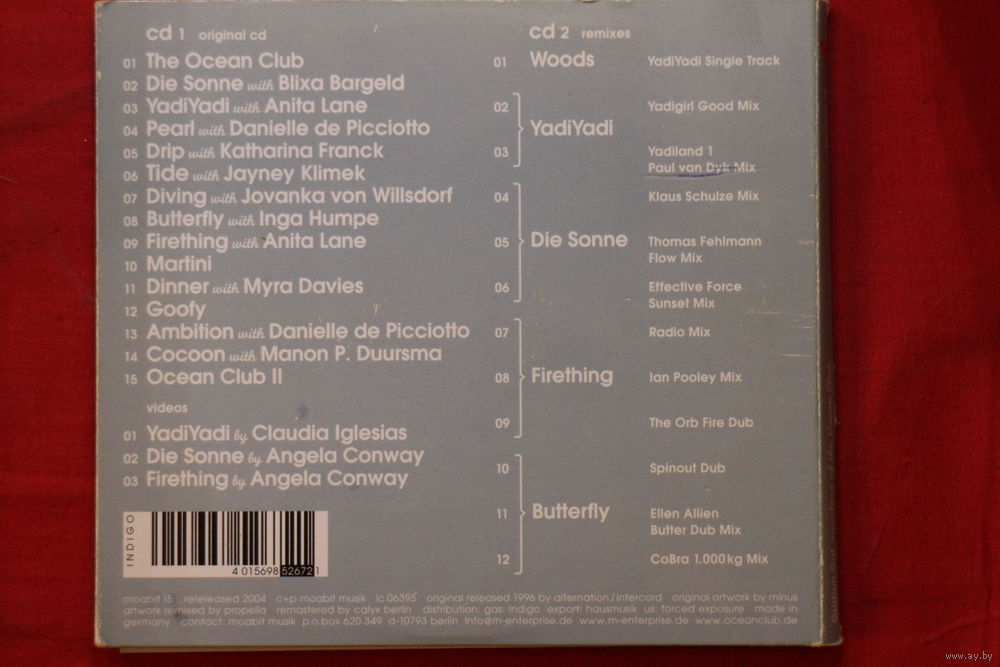 cd 1 original cd
01 The Ocean Club
02 Die Sonne with Blixa Bargeld
03 YadiYadi with Anita Lane
04 Pearl with Danielle de Picciotto
05 Drip with Katharina Franck
06 Tide with Jayney Klimek
07 Diving with Jovanka von Willsdorf
08 Butterfly with Inga Humpe
09 Firething with Anita Lane
10 Martini
11 Dinner with Myra Davies
12 Goofy
13 Ambition with Danielle de Picciotto
14 Cocoon with Manon P. Duursma
15 Ocean Club II
videos
01 YadiYadi by Claudia Iglesias
02 Die Sonne by Angela Conway
03 Firething by Angela Conway
cd 2 remixes
01 Woods YadiYadi Single Track
02 Yadigirl Good Mix
YadiYadi
03 Yadiland 1
Paul van Dyk Mix
04 Klaus Schulze Mix
05 Die Sonne Thomas Fehlmann
Flow Mix
06 Effective Force
Sunset Mix
07 Radio Mix
08 Firething Ian Pooley Mix
09 The Orb Fire Dub
10 Spinout Dub
11 Butterfly Ellen Allien
Butter Dub Mix
12 CoBra 1.000kg Mix
INDIGO
4 015698 526721
moabit 15 rereleased 2004 c+p moabit musik lc 06395 original released 1996 by alternation/intercord original artwork by minus
artwork remixed by propella remastered by calyx berlin distribution: gas: indigo export: hausmusik us: forced exposure made in
germany contact: moabit musik p.o.box 620.349 d-10793 berlin info@m-enterprise.de www.m-enterprise.de www.oceanclub.de
www.ay.by